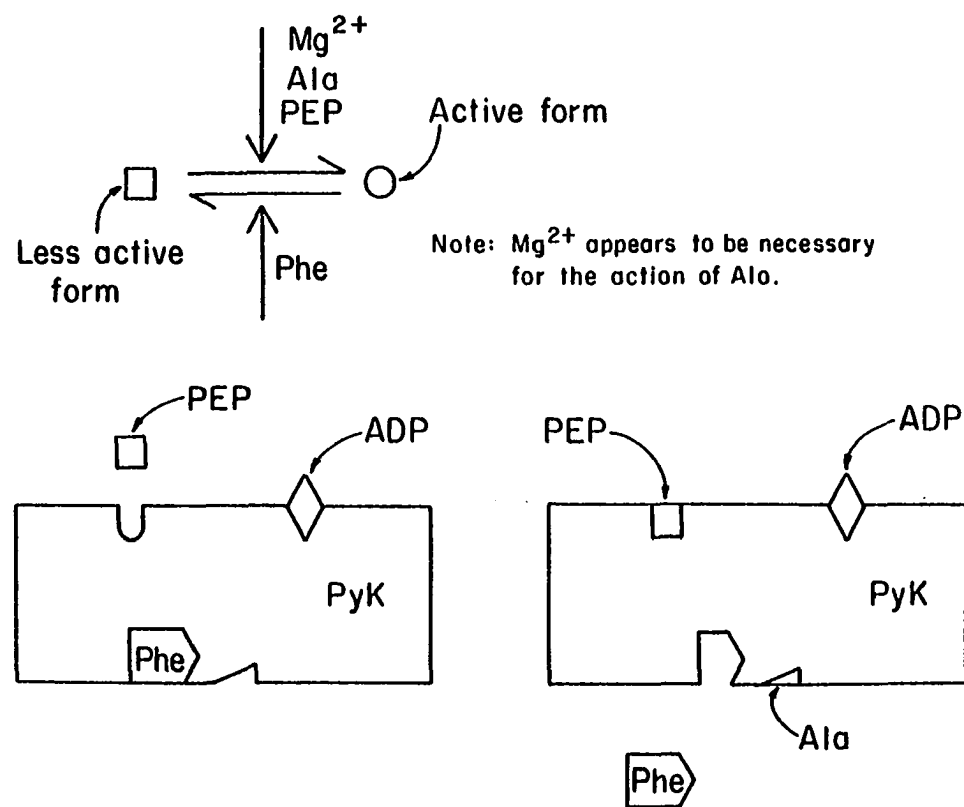 Mg²⁺
Ala
PEP
Active form
Less active
form
Phe
Note: Mg²⁺ appears to be necessary
for the action of Alo.
PEP
ADP
PyK
Phe
PEP
ADP
PyK
Ala
Phe